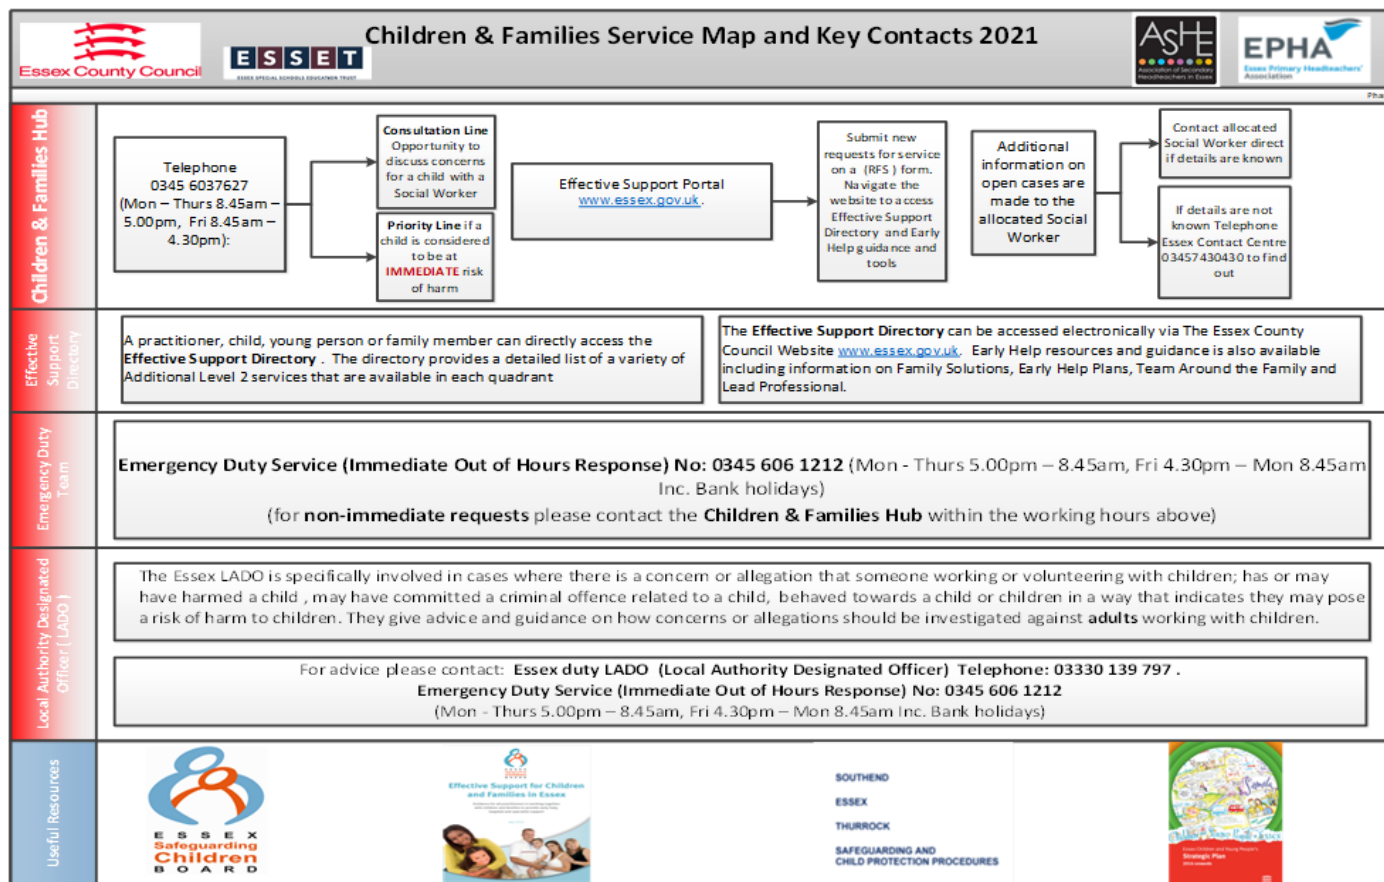 Children & Families Service Map and Key Contacts 2021
Essex County Council
ESSET
ESSEX SPECIAL SCHOOLS EDUCATION TRUST
ASHE
Association of Secondary
Headteachers in Essex
EPHA
Essex Primary Headteachers'
Association
Pha
Children & Families Hub
Telephone
0345 6037627
(Mon – Thurs 8.45am –
5.00pm, Fri 8.45am –
4.30pm):
Consultation Line
Opportunity to
discuss concerns
for a child with a
Social Worker
Priority Line if a
child is considered
to be at
IMMEDIATE risk
of harm
Effective Support Portal
www.essex.gov.uk .
Submit new
requests for service
on a (RFS ) form.
Navigate the
website to access
Effective Support
Directory and Early
Help guidance and
tools
Additional
information on
open cases are
made to the
allocated Social
Worker
Contact allocated
Social Worker direct
if details are known
If details are not
known Telephone
Essex Contact Centre
03457430430 to find
out
Effective
Support
Directory
A practitioner, child, young person or family member can directly access the
Effective Support Directory . The directory provides a detailed list of a variety of
Additional Level 2 services that are available in each quadrant
The Effective Support Directory can be accessed electronically via The Essex County
Council Website www.essex.gov.uk. Early Help resources and guidance is also available
including information on Family Solutions, Early Help Plans, Team Around the Family and
Lead Professional.
Emergency Duty
Team
Emergency Duty Service (Immediate Out of Hours Response) No: 0345 606 1212 (Mon - Thurs 5.00pm – 8.45am, Fri 4.30pm – Mon 8.45am
Inc. Bank holidays)
(for non-immediate requests please contact the Children & Families Hub within the working hours above)
Local Authority Designated
Officer ( LADO )
The Essex LADO is specifically involved in cases where there is a concern or allegation that someone working or volunteering with children; has or may
have harmed a child , may have committed a criminal offence related to a child, behaved towards a child or children in a way that indicates they may pose
a risk of harm to children. They give advice and guidance on how concerns or allegations should be investigated against adults working with children.
For advice please contact: Essex duty LADO (Local Authority Designated Officer) Telephone: 03330 139 797 .
Emergency Duty Service (Immediate Out of Hours Response) No: 0345 606 1212
(Mon - Thurs 5.00pm – 8.45am, Fri 4.30pm – Mon 8.45am Inc. Bank holidays)
Useful Resources
ESSEX
Safeguarding
Children
BOARD
Effective Support for Children
and Families in Essex
SOUTHEND
ESSEX
THURROCK
SAFEGUARDING AND
CHILD PROTECTION PROCEDURES
Essex Children and Young People's
Strategic Plan